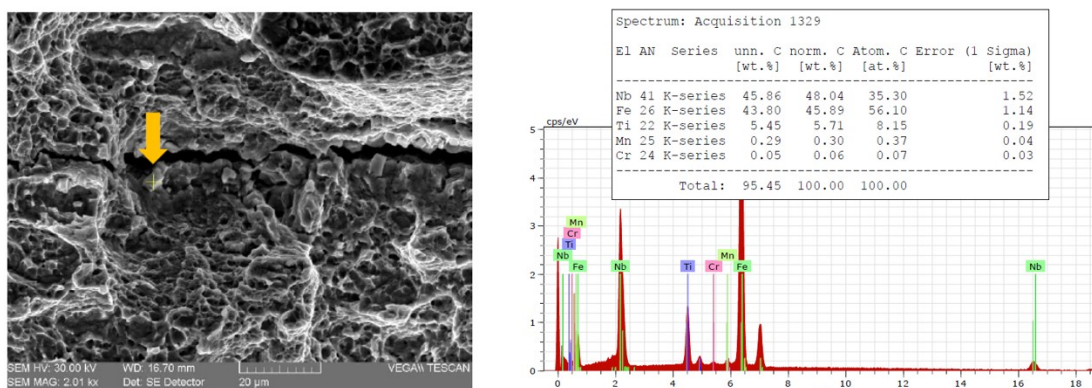 SEM HV: 30.00 kV WD: 16.70 mm VEGA\\ TESCAN
SEM MAG: 2.01 kx Det: SE Detector 20 µm
Spectrum: Acquisition 1329
El AN Series unn. C norm. C Atom. C Error (1 Sigma)
[wt.%] [wt.%] [at.%] [wt.%]
Nb 41 K-series 45.86 48.04 35.30 1.52
Fe 26 K-series 43.80 45.89 56.10 1.14
Ti 22 K-series 5.45 5.71 8.15 0.19
Mn 25 K-series 0.29 0.30 0.37 0.04
Cr 24 K-series 0.05 0.06 0.07 0.03
Total: 95.45 100.00 100.00
cps/eV
5
4
3
2
1
0
Mn
Cr
Ti
Nb Fe
Nb
Ti
Cr
Mn
Fe
Nb
0 2 4 6 8 10 12 14 16 18